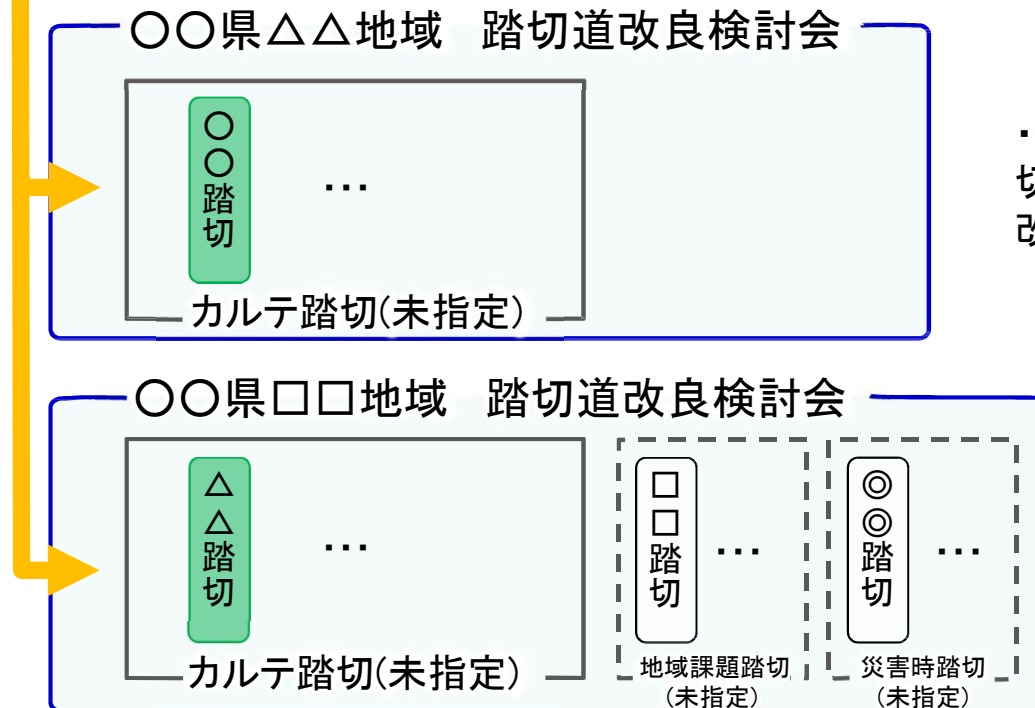 〇〇県△△地域　踏切道改良検討会
〇〇踏切
…
カルテ踏切(未指定)
〇〇県□□地域　踏切道改良検討会
△△踏切
…
カルテ踏切(未指定)
□□踏切
…
地域課題踏切
(未指定)
◎◎踏切
…
災害時踏切
(未指定)